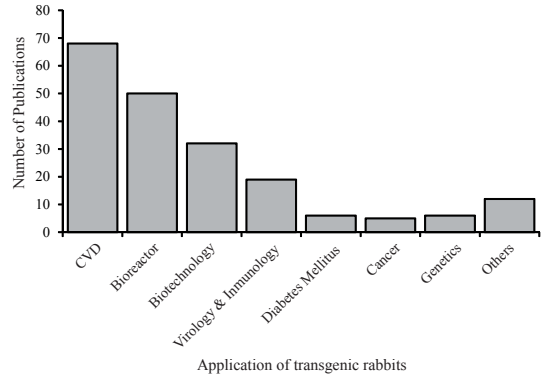 80
70
60
50
40
30
20
10
0
Number of Publications
CVD
Bioreactor
Biotechnology
Virology & Inmunology
Diabetes Mellitus
Cancer
Genetics
Others
Application of transgenic rabbits